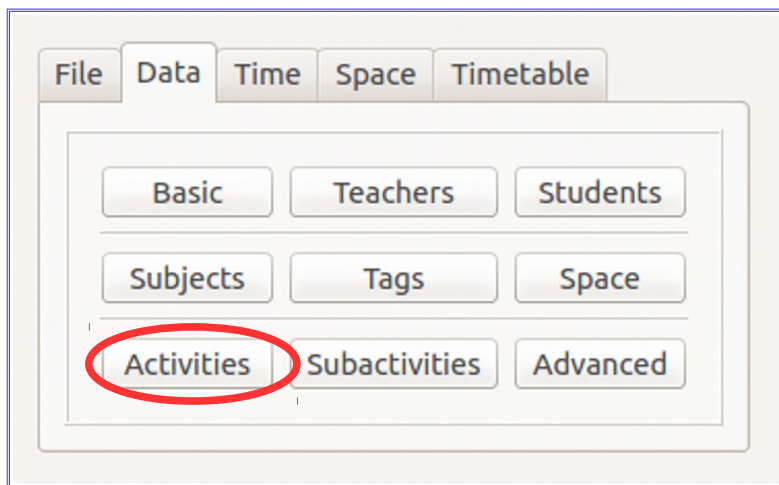 File Data Time Space Timetable
Basic Teachers Students
Subjects Tags Space
Activities Subactivities Advanced